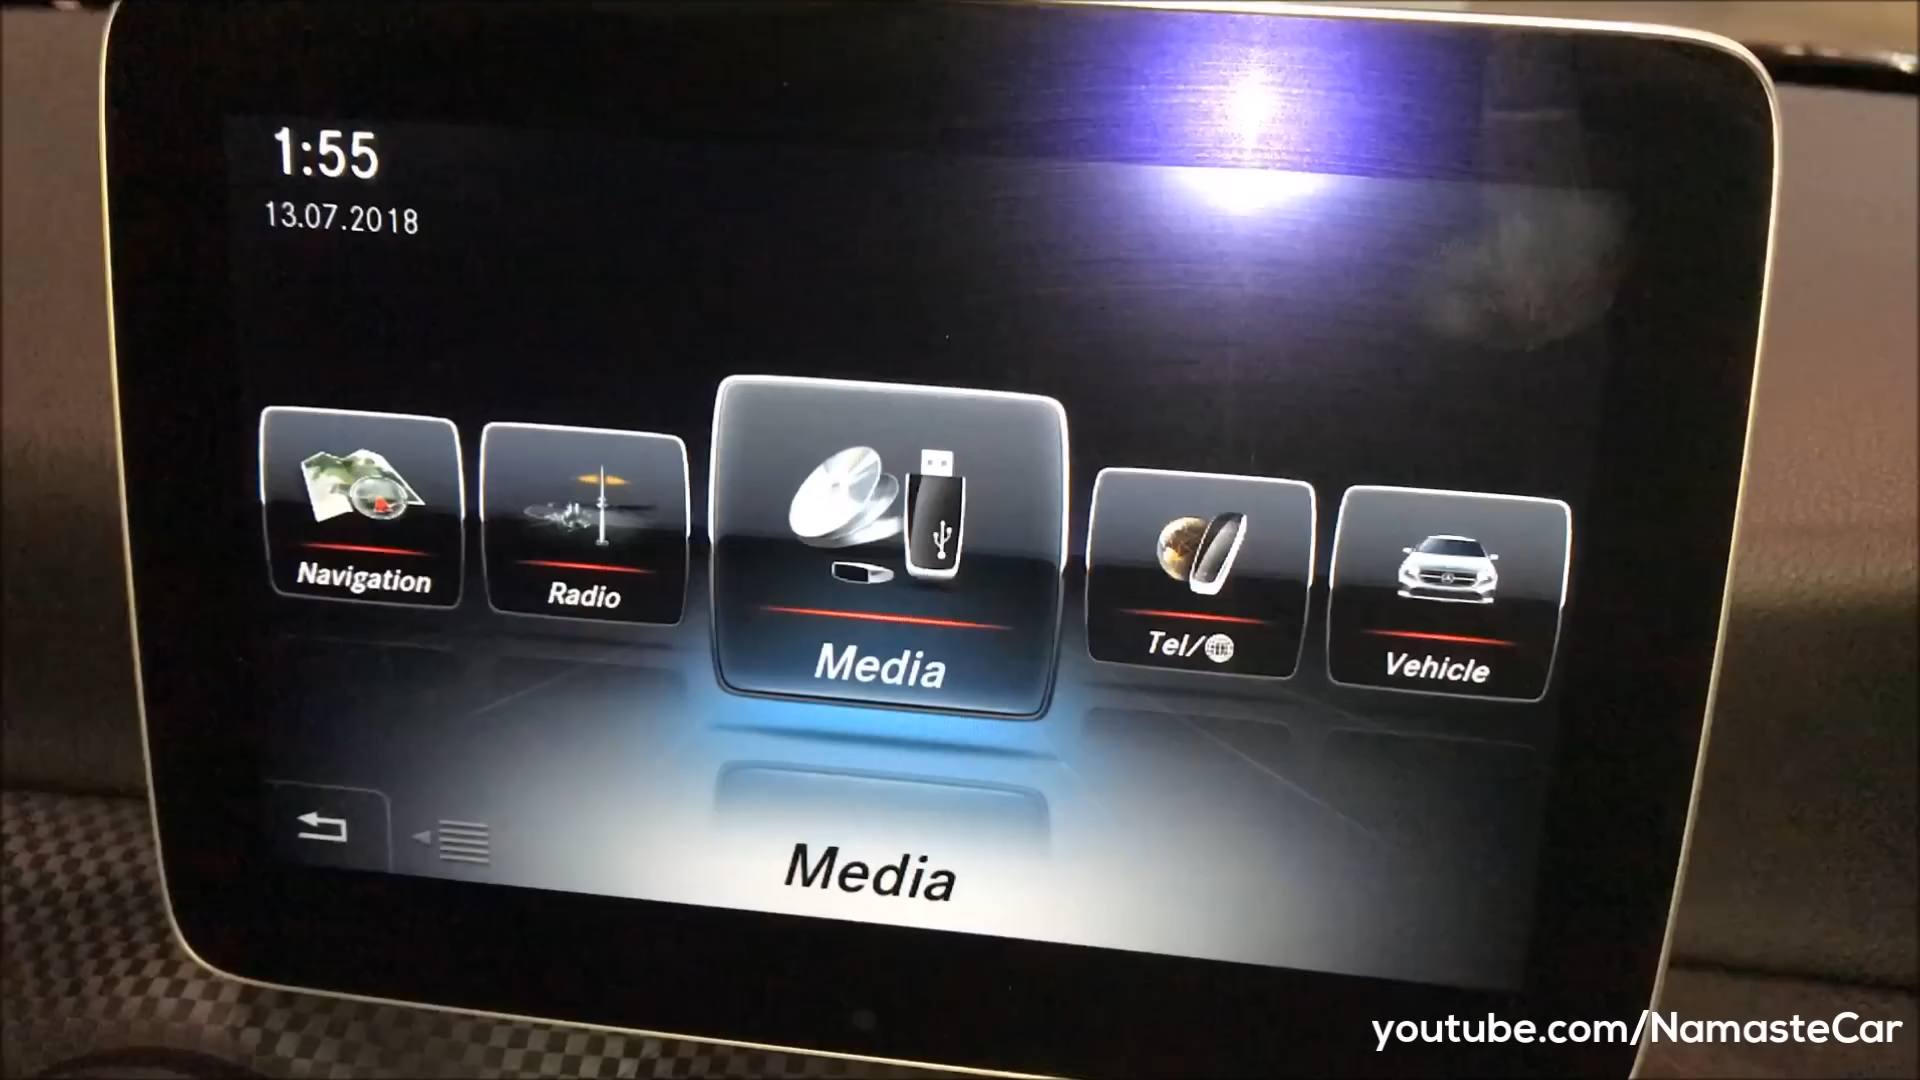 1:55
13.07.2018
Navigation
Radio
Media
Tel/
Vehicle
Media
youtube.com/NamasteCar